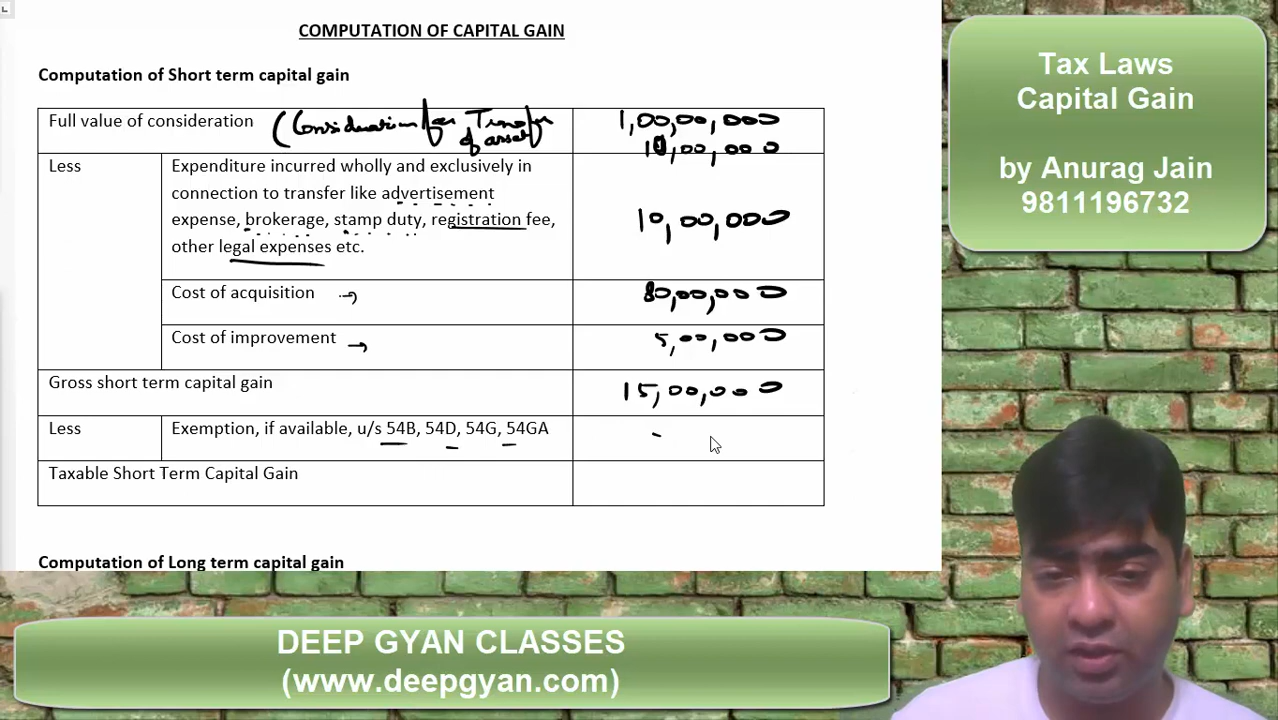 COMPUTATION OF CAPITAL GAIN
Computation of Short term capital gain
Full value of consideration (Consideration for Transfer of asset 1,00,00,000
10,00,000
Less Expenditure incurred wholly and exclusively in
connection to transfer like advertisement
expense, brokerage, stamp duty, registration fee, 10,00,000
other legal expenses etc.
Cost of acquisition → 80,00,000
Cost of improvement → 5,00,000
Gross short term capital gain 15,00,000
Less Exemption, if available, u/s 54B, 54D, 54G, 54GA -
Taxable Short Term Capital Gain
Computation of Long term capital gain
Tax Laws
Capital Gain
by Anurag Jain
9811196732
DEEP GYAN CLASSES
(www.deepgyan.com)